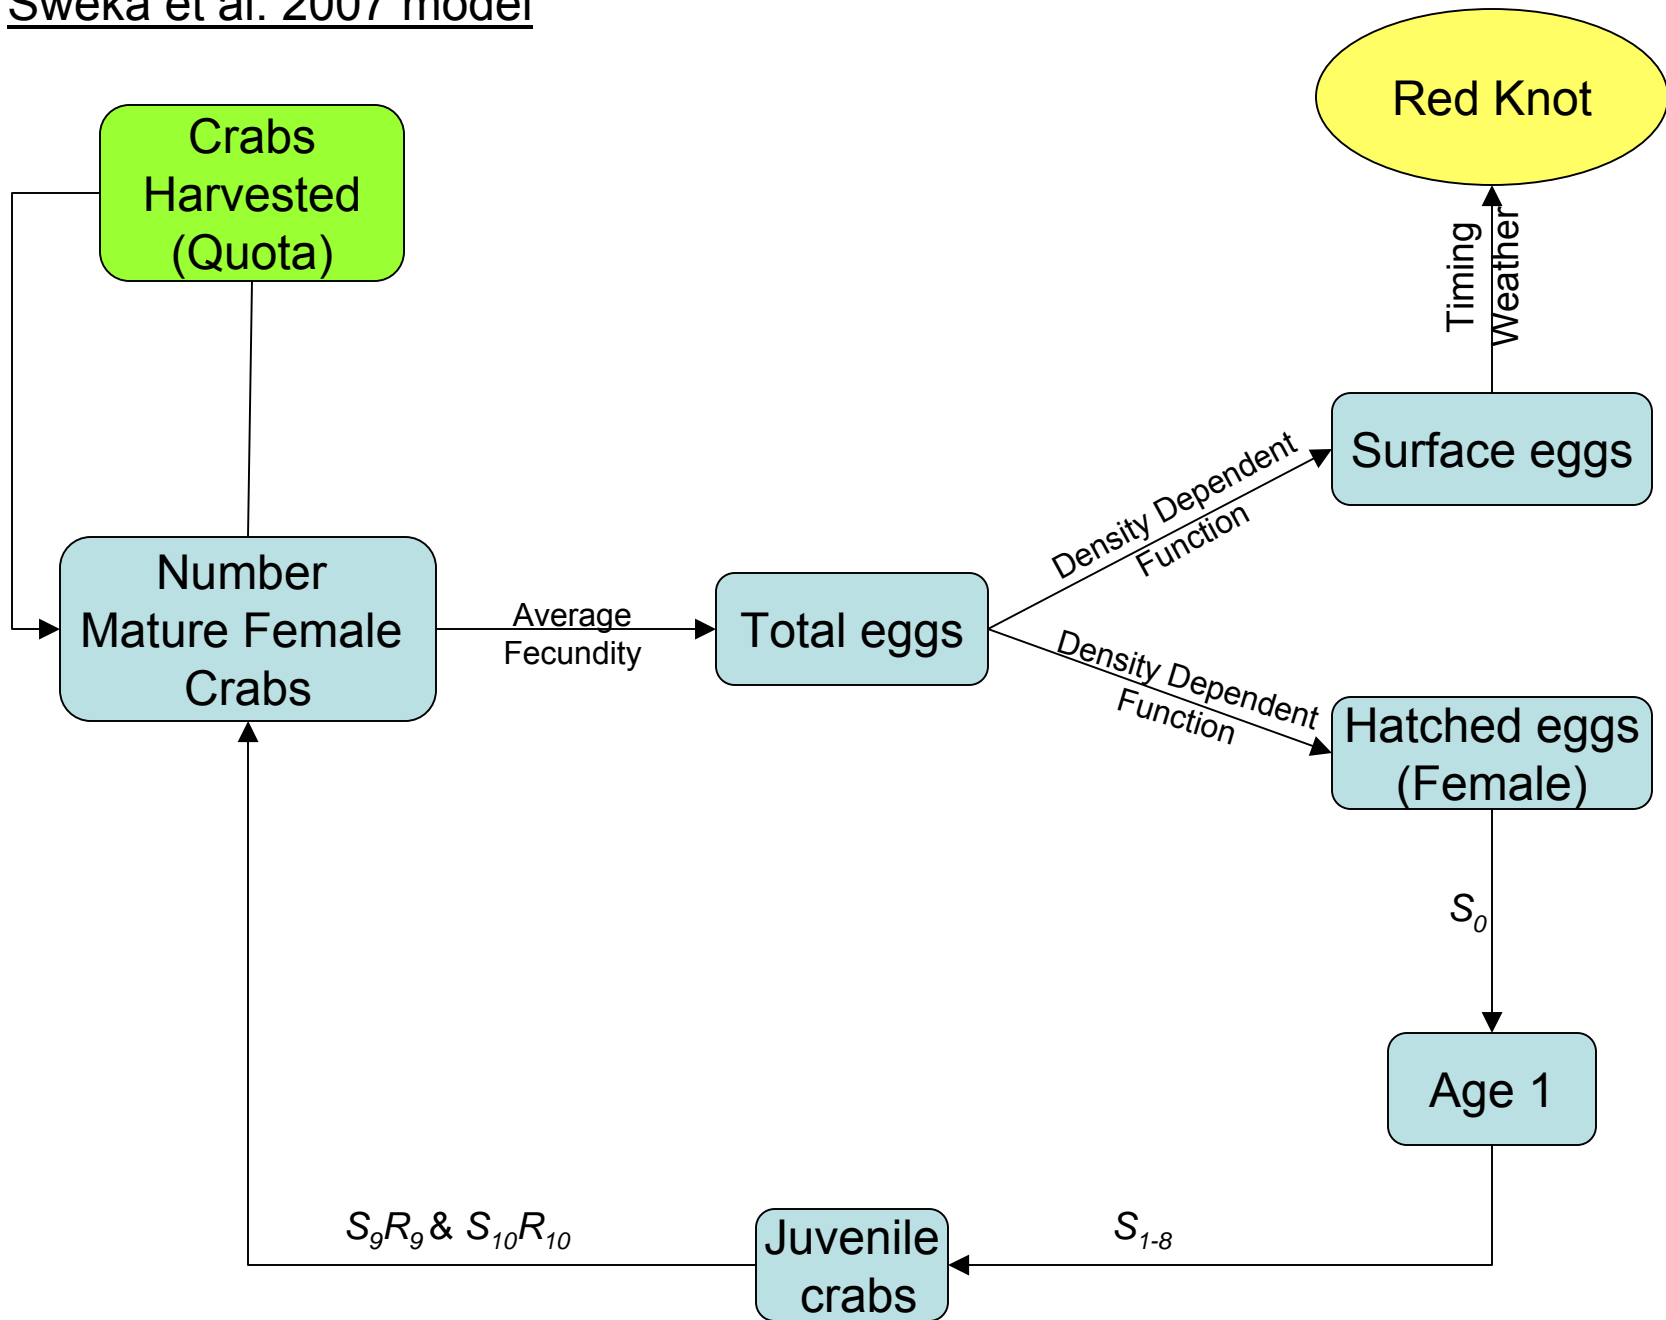 Sweka et al. 2007 model
Red Knot
Crabs
Harvested
(Quota)
Timing
Weather
Surface eggs
Density Dependent
Function
Number
Mature Female
Crabs
Average
Fecundity
Total eggs
Density Dependent
Function
Hatched eggs
(Female)
S0
Age 1
S9R9 & S10R10
Juvenile
crabs
S1-8